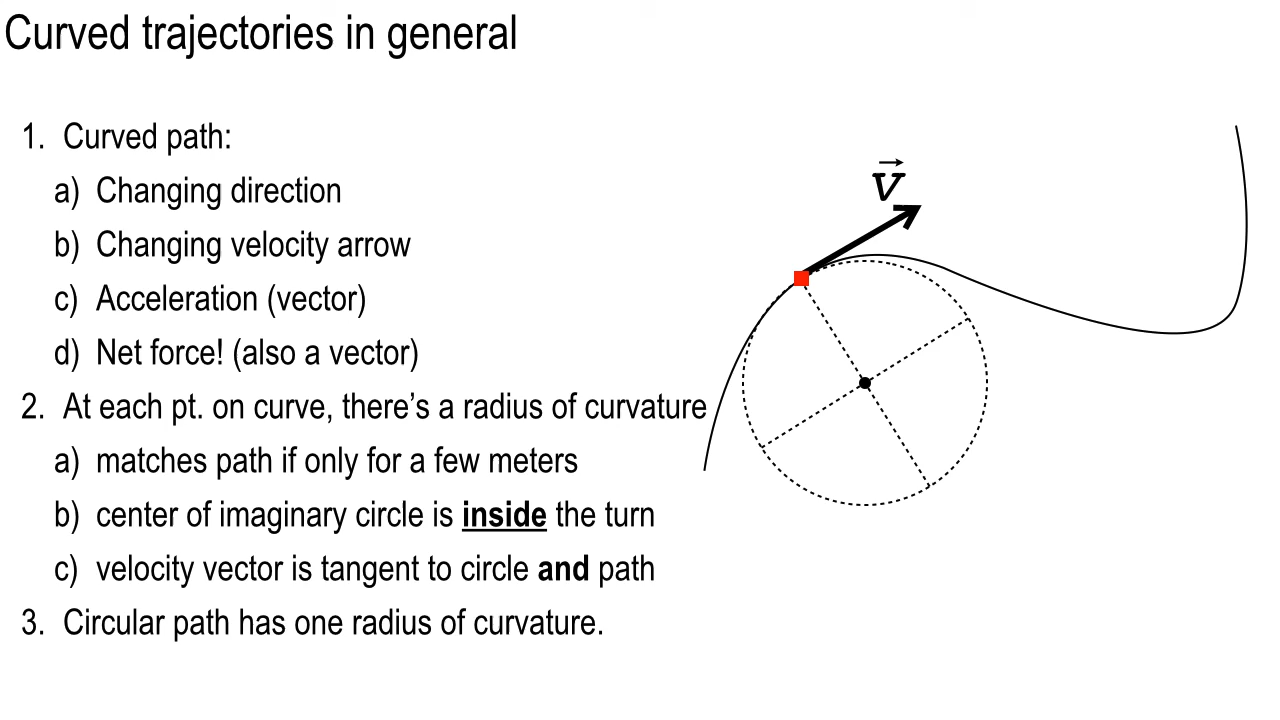 Curved trajectories in general
1. Curved path:
a) Changing direction
b) Changing velocity arrow
c) Acceleration (vector)
d) Net force! (also a vector)
2. At each pt. on curve, there’s a radius of curvature
a) matches path if only for a few meters
b) center of imaginary circle is inside the turn
c) velocity vector is tangent to circle and path
3. Circular path has one radius of curvature.
v⃗